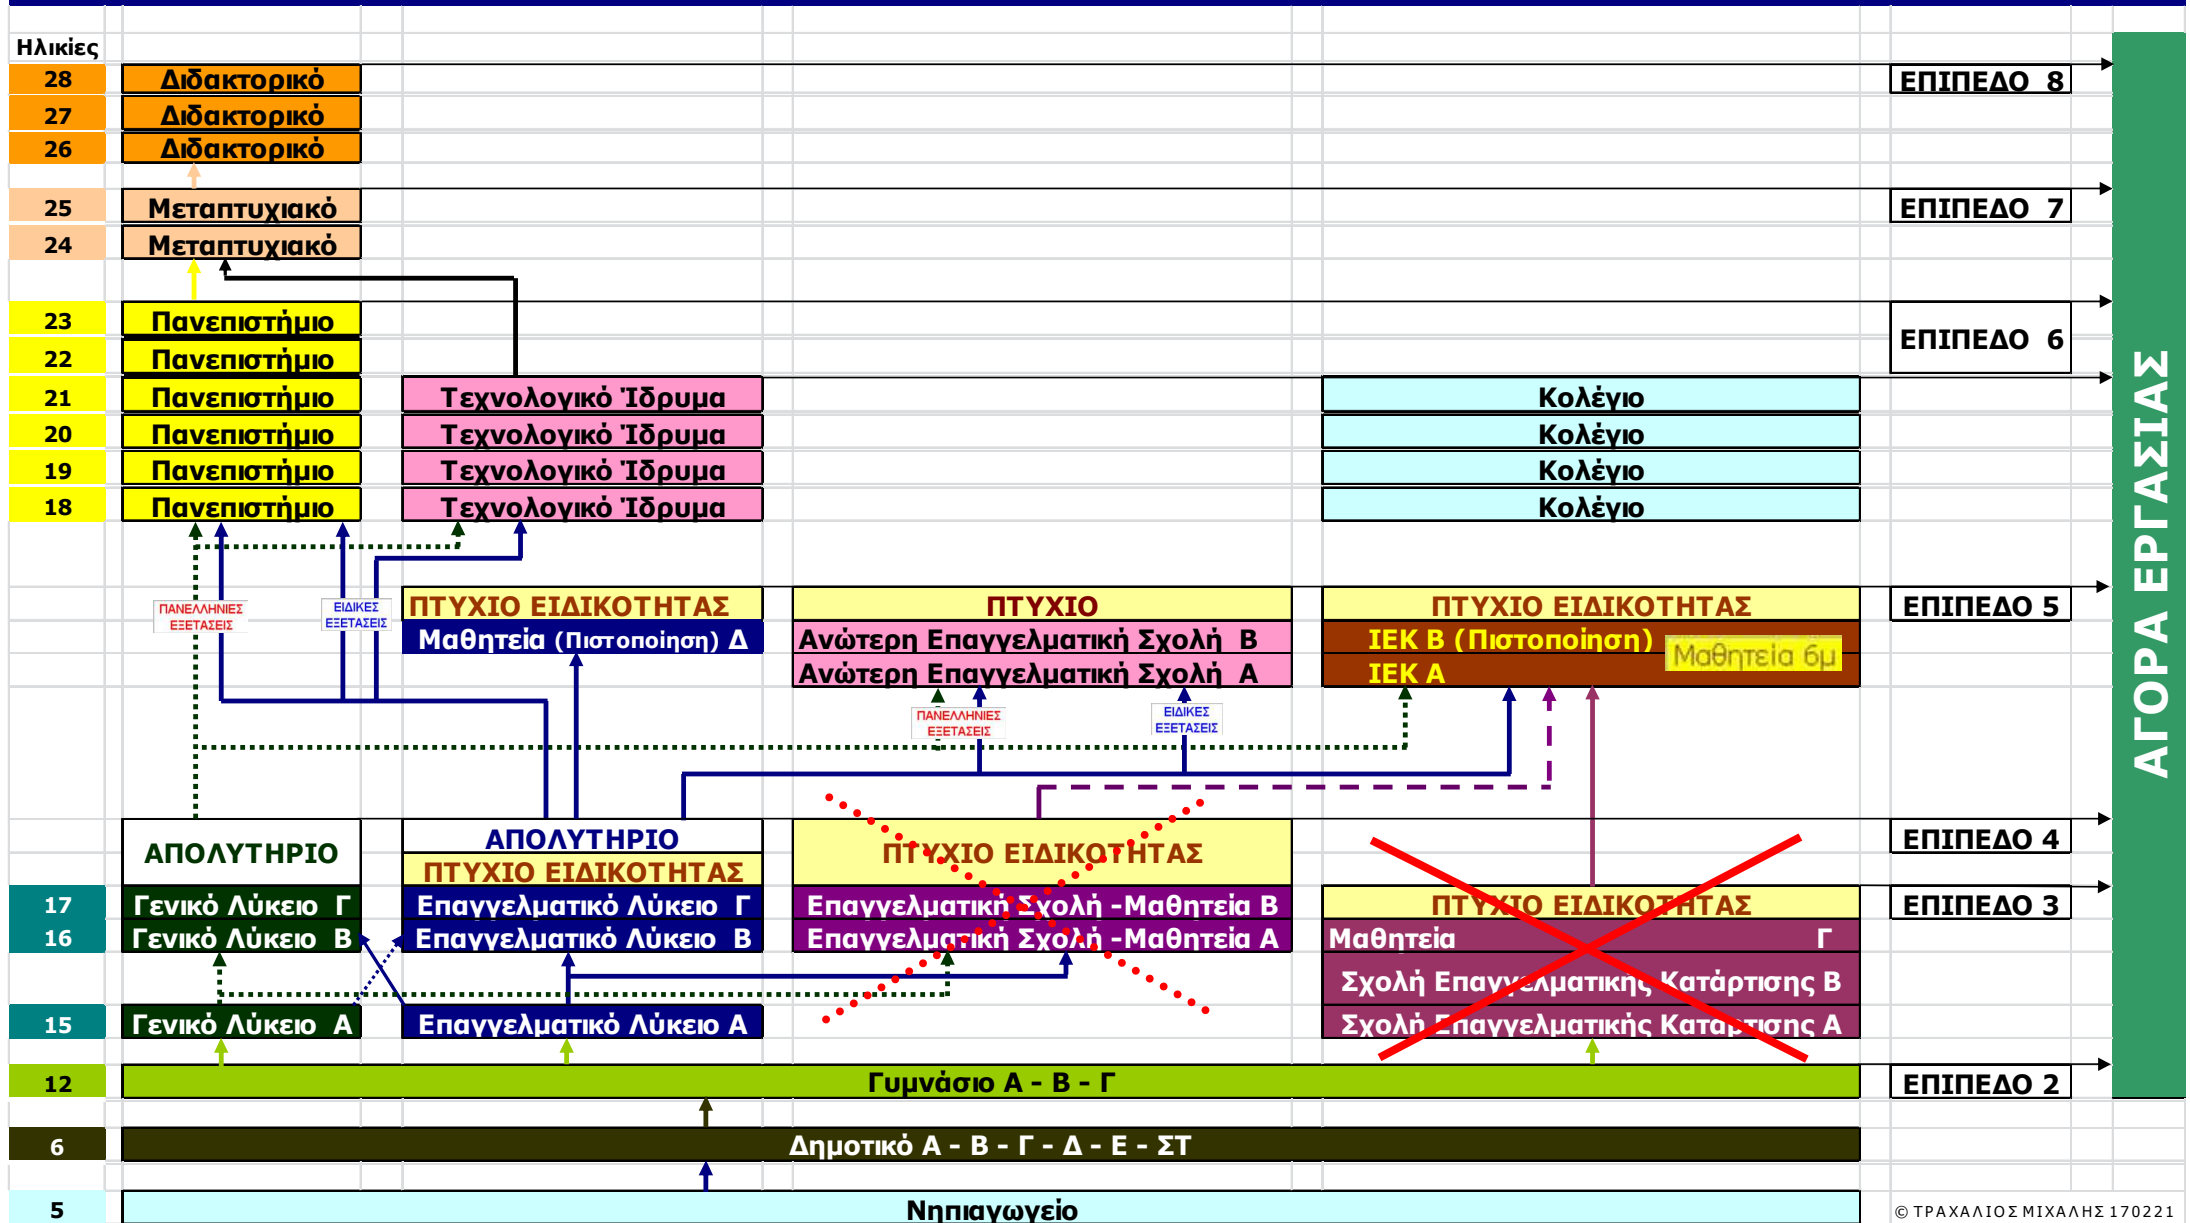 Ηλικίες
28 Διδακτορικό ΕΠΙΠΕΔΟ 8
27 Διδακτορικό
26 Διδακτορικό
25 Μεταπτυχιακό ΕΠΙΠΕΔΟ 7
24 Μεταπτυχιακό
23 Πανεπιστήμιο
ΕΠΙΠΕΔΟ 6
22 Πανεπιστήμιο
21 Πανεπιστήμιο Τεχνολογικό Ίδρυμα Κολέγιο
20 Πανεπιστήμιο Τεχνολογικό Ίδρυμα Κολέγιο
19 Πανεπιστήμιο Τεχνολογικό Ίδρυμα Κολέγιο
18 Πανεπιστήμιο Τεχνολογικό Ίδρυμα Κολέγιο
ΠΑΝΕΛΛΗΝΙΕΣ
ΕΞΕΤΑΣΕΙΣ
ΕΙΔΙΚΕΣ
ΕΞΕΤΑΣΕΙΣ
ΠΤΥΧΙΟ ΕΙΔΙΚΟΤΗΤΑΣ ΠΤΥΧΙΟ ΠΤΥΧΙΟ ΕΙΔΙΚΟΤΗΤΑΣ ΕΠΙΠΕΔΟ 5
Μαθητεία (Πιστοποίηση) Δ Ανώτερη Επαγγελματική Σχολή Β ΙΕΚ Β (Πιστοποίηση)
Μαθητεία 6μ
Ανώτερη Επαγγελματική Σχολή Α ΙΕΚ Α
ΠΑΝΕΛΛΗΝΙΕΣ
ΕΞΕΤΑΣΕΙΣ
ΕΙΔΙΚΕΣ
ΕΞΕΤΑΣΕΙΣ
ΑΠΟΛΥΤΗΡΙΟ ΑΠΟΛΥΤΗΡΙΟ ΠΤΥΧΙΟ ΕΙΔΙΚΟΤΗΤΑΣ ΕΠΙΠΕΔΟ 4
ΠΤΥΧΙΟ ΕΙΔΙΚΟΤΗΤΑΣ
17 Γενικό Λύκειο Γ Επαγγελματικό Λύκειο Γ Επαγγελματική Σχολή -Μαθητεία Β ΠΤΥΧΙΟ ΕΙΔΙΚΟΤΗΤΑΣ ΕΠΙΠΕΔΟ 3
16 Γενικό Λύκειο Β Επαγγελματικό Λύκειο Β Επαγγελματική Σχολή -Μαθητεία Α Μαθητεία Γ
Σχολή Επαγγελματικής Κατάρτισης Β
15 Γενικό Λύκειο Α Επαγγελματικό Λύκειο Α Σχολή Επαγγελματικής Κατάρτισης Α
12 Γυμνάσιο Α - Β - Γ ΕΠΙΠΕΔΟ 2
6 Δημοτικό Α - Β - Γ - Δ - Ε - ΣΤ
5 Νηπιαγωγείο
ΑΓΟΡΑ ΕΡΓΑΣΙΑΣ
© ΤΡΑΧΑΛΙΟΣ ΜΙΧΑΛΗΣ 170221